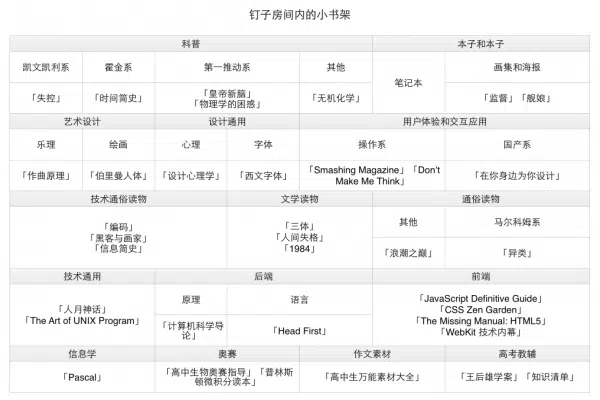 钉子房间内的小书架
科普
本子和本子
凯文凯利系
霍金系
第一推动系
其他
笔记本
画集和海报
「失控」
「时间简史」
「皇帝新脑」
「物理学的困惑」
「无机化学」
「监督」「舰娘」
艺术设计
设计通用
用户体验和交互应用
乐理
绘画
心理
字体
操作系
国产系
「作曲原理」
「伯里曼人体」
「设计心理学」
「西文字体」
「Smashing Magazine」「Don't
Make Me Think」
「在你身边为你设计」
技术通俗读物
文学读物
通俗读物
「编码」
「黑客与画家」
「信息简史」
「三体」
「人间失格」
「1984」
其他
马尔科姆系
「浪潮之巅」
「异类」
技术通用
后端
前端
「人月神话」
「The Art of UNIX Program」
原理
语言
「计算机科学导
论」
「Head First」
「JavaScript Definitive Guide」
「CSS Zen Garden」
「The Missing Manual: HTML5」
「WebKit 技术内幕」
信息学
奥赛
作文素材
高考教辅
「Pascal」
「高中生物奥赛指导」「普林斯
顿微积分读本」
「高中生万能素材大全」
「王后雄学案」「知识清单」